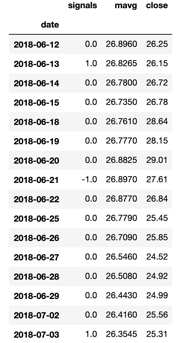 signals mavg close
date
2018-06-12 0.0 26.8960 26.25
2018-06-13 1.0 26.8265 26.15
2018-06-14 0.0 26.7800 26.72
2018-06-15 0.0 26.7350 26.78
2018-06-18 0.0 26.7610 28.64
2018-06-19 0.0 26.7770 28.15
2018-06-20 0.0 26.8825 29.01
2018-06-21 -1.0 26.8970 27.61
2018-06-22 0.0 26.8770 26.84
2018-06-25 0.0 26.7790 25.45
2018-06-26 0.0 26.7090 25.85
2018-06-27 0.0 26.5460 24.52
2018-06-28 0.0 26.5080 24.92
2018-06-29 0.0 26.4430 24.99
2018-07-02 0.0 26.4160 25.56
2018-07-03 1.0 26.3545 25.31